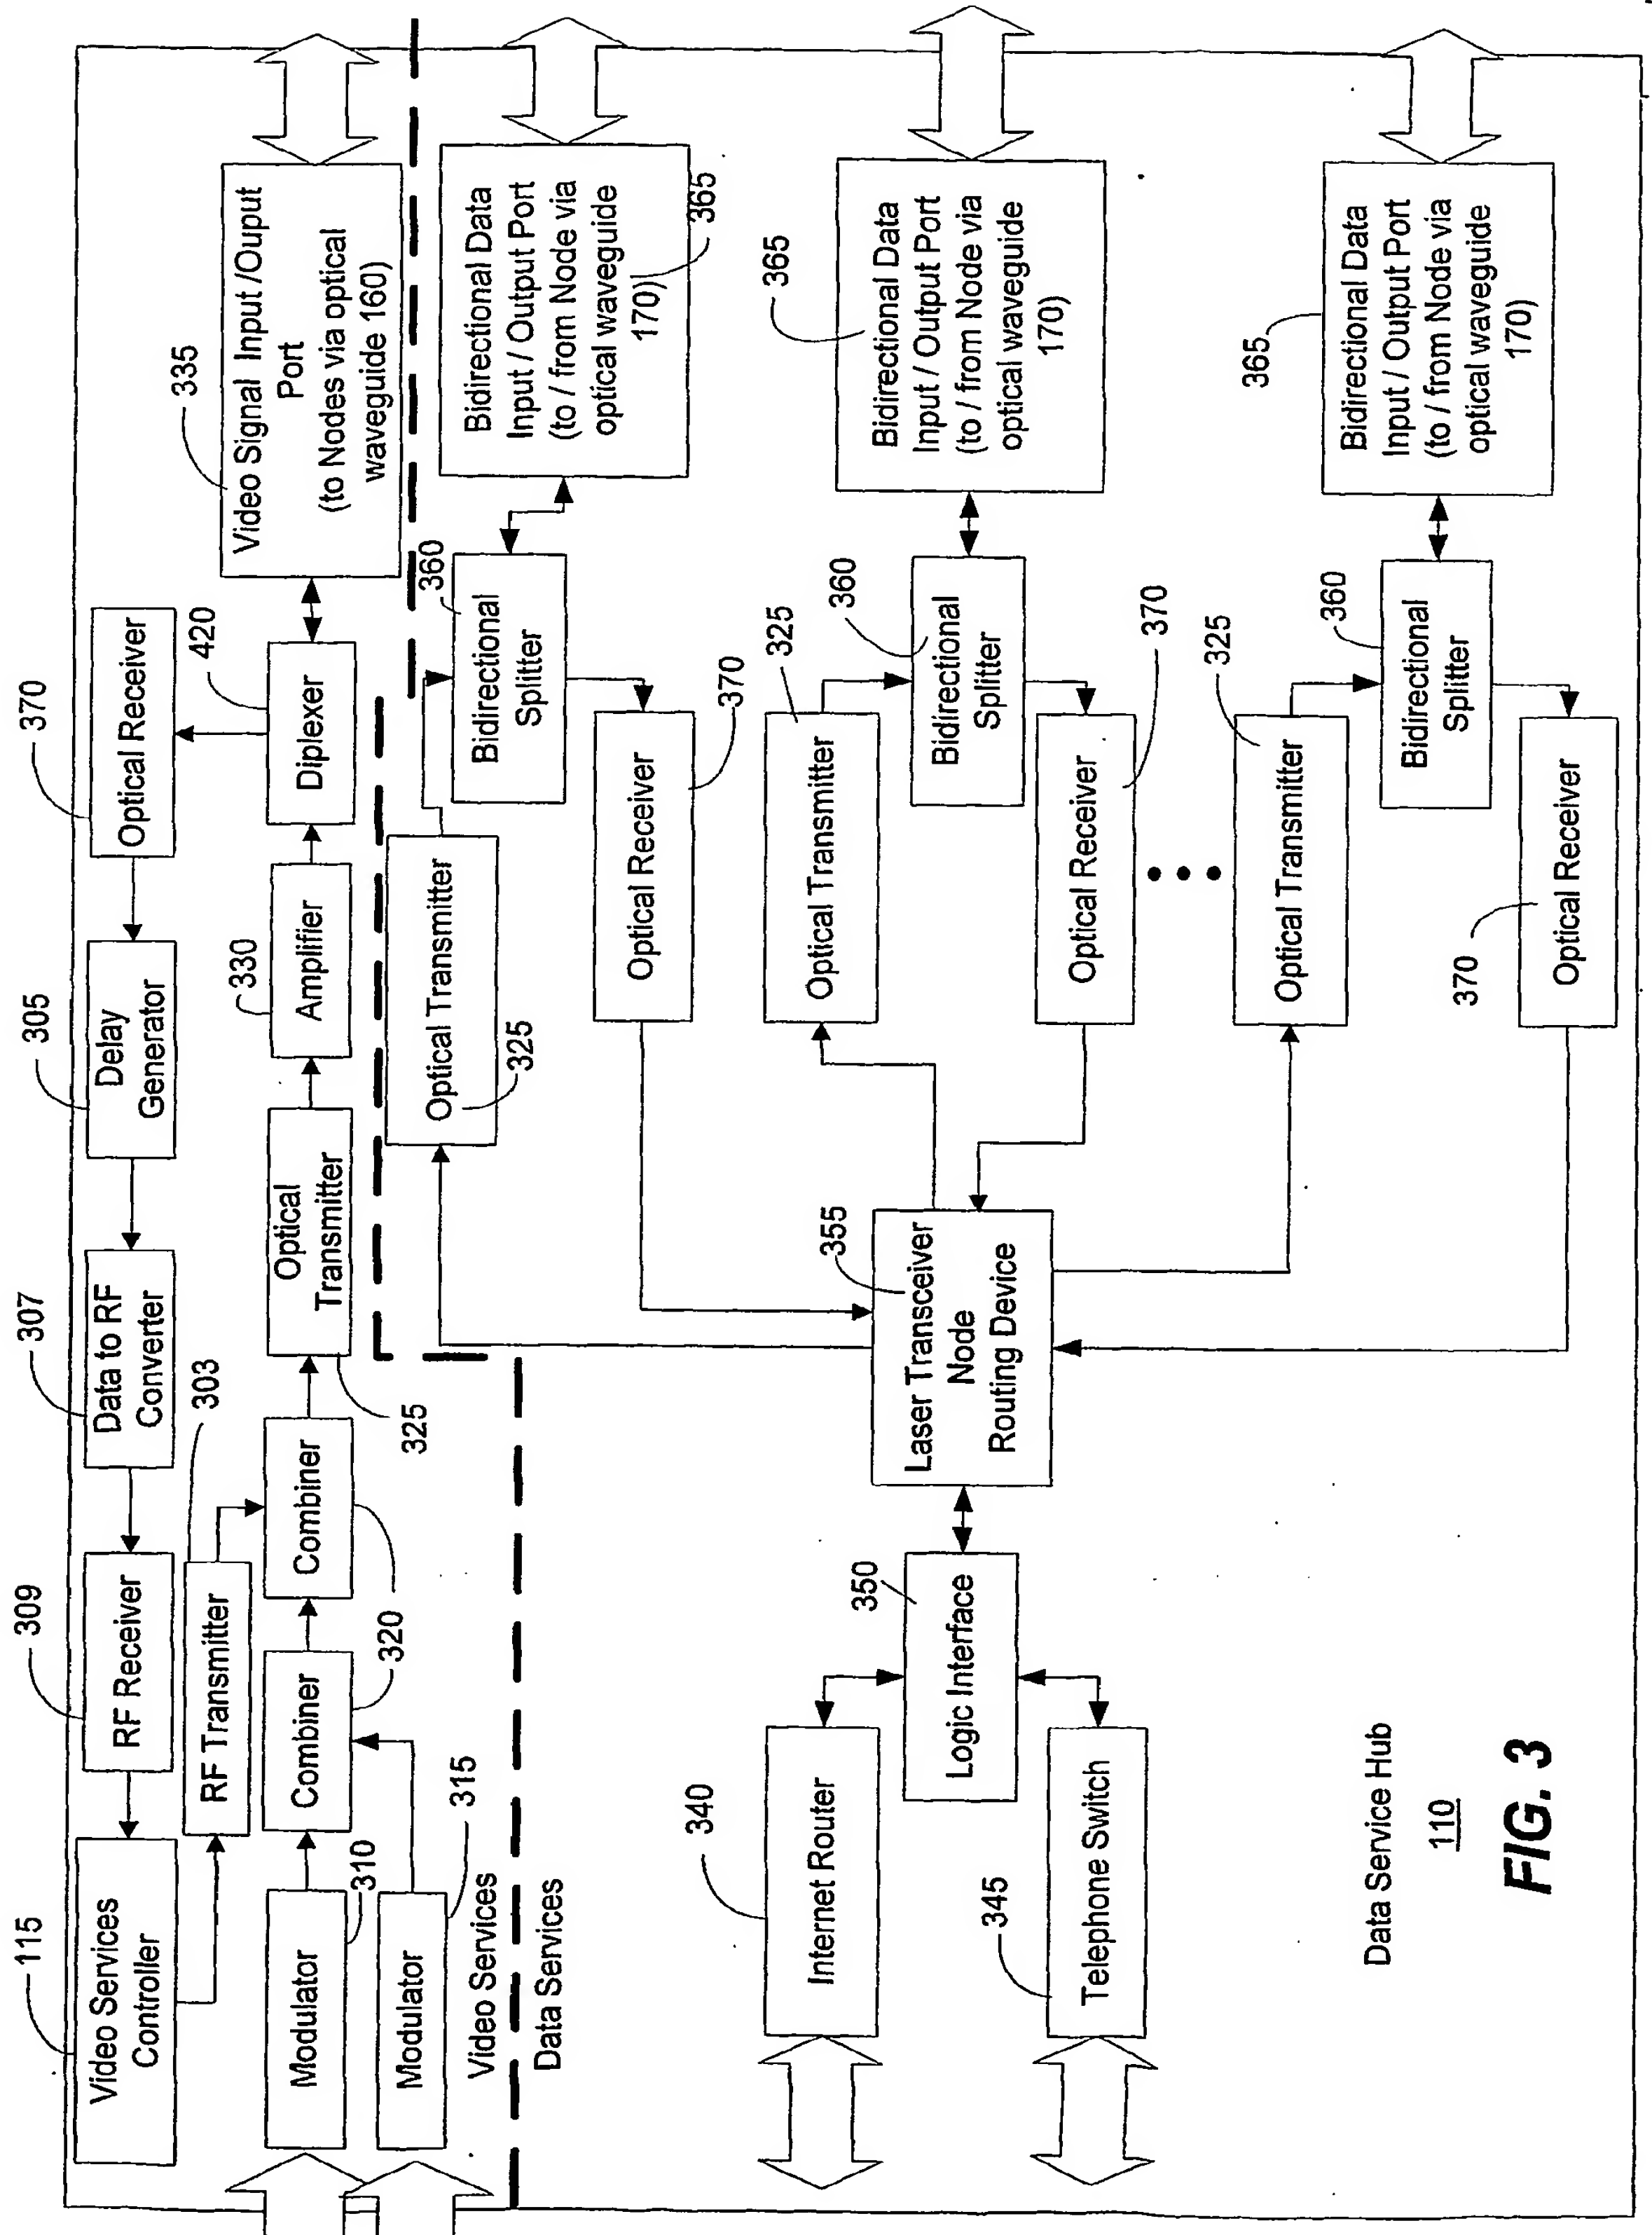 115
Video Services
Controller
309
RF Receiver
307
Data to RF
Converter
305
Delay
Generator
370
Optical Receiver
RF Transmitter
303
420
335
Video Signal Input /Ouput
Port
(to Nodes via optical
waveguide 160)
Modulator
310
Combiner
320
Combiner
Optical
Transmitter
325
330
Amplifier
Diplexer
Modulator
315
Video Services
Data Services
Optical Transmitter
325
360
Bidirectional
Splitter
Bidirectional Data
Input / Output Port
(to / from Node via
optical waveguide
170)
365
Optical Receiver
370
340
Internet Router
350
Logic Interface
345
Telephone Switch
355
Laser Transceiver
Node
Routing Device
325
Optical Transmitter
360
Bidirectional
Splitter
365
Bidirectional Data
Input / Output Port
(to / from Node via
optical waveguide
170)
Optical Receiver
370
325
Optical Transmitter
360
Bidirectional
Splitter
365
Bidirectional Data
Input / Output Port
(to / from Node via
optical waveguide
170)
370
Optical Receiver
Data Service Hub
110
FIG. 3